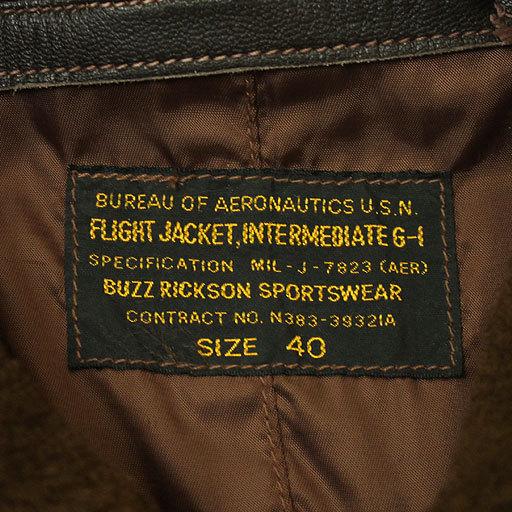 BUREAU OF AERONAUTICS U.S.N.
FLIGHT JACKET, INTERMEDIATE G-1
SPECIFICATION MIL-J-7823 (AER)
BUZZ RICKSON SPORTSWEAR
CONTRACT NO. N383-39321A
SIZE 40